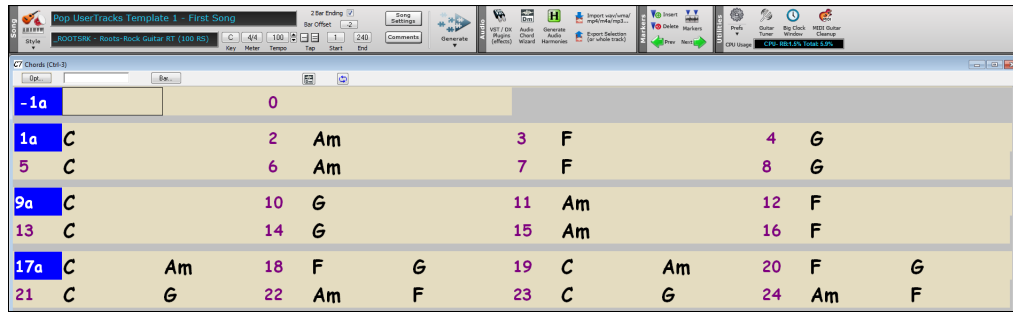 Song
Style
Pop UserTracks Template 1 - First Song
_ROOTSRK - Roots-Rock Guitar RT (100 RS)
C 4/4 100
Key Meter Tempo
2 Bar Ending
Bar Offset -2
1 240
Tap Start End
Song Settings
Comments
Generate
Audio
VST / DX Plugins (effects)
Dm
Audio Chord Wizard
H
Generate Audio Harmonies
Import wav/wma/mp4/m4a/mp3...
Export Selection (or whole track)
Markers
Insert
Delete
Markers
Prev Next
Utilities
Prefs
Guitar Tuner
Big Clock Window
MIDI Guitar Cleanup
CPU Usage CPU- RB:1.5% Total: 5.9%
C7 Chords (Ctrl-3)
Opt... Bar...
-1a 0
1a C 2 Am 3 F 4 G
5 C 6 Am 7 F 8 G
9a C 10 G 11 Am 12 F
13 C 14 G 15 Am 16 F
17a C Am 18 F G 19 C Am 20 F G
21 C G 22 Am F 23 C G 24 Am F